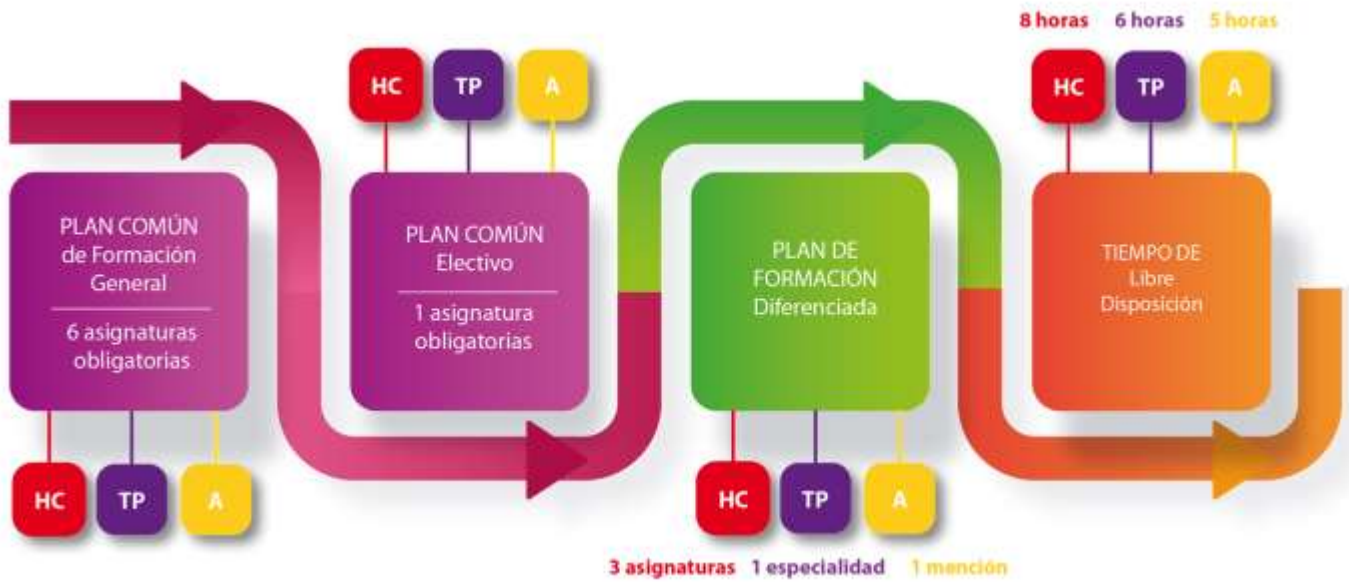 8 horas 6 horas 5 horas
HC TP A
HC TP A
PLAN COMÚN
de Formación
General
6 asignaturas
obligatorias
PLAN COMÚN
Electivo
1 asignatura
obligatorias
PLAN DE
FORMACIÓN
Diferenciada
TIEMPO DE
Libre
Disposición
HC TP A
HC TP A
3 asignaturas 1 especialidad 1 mención